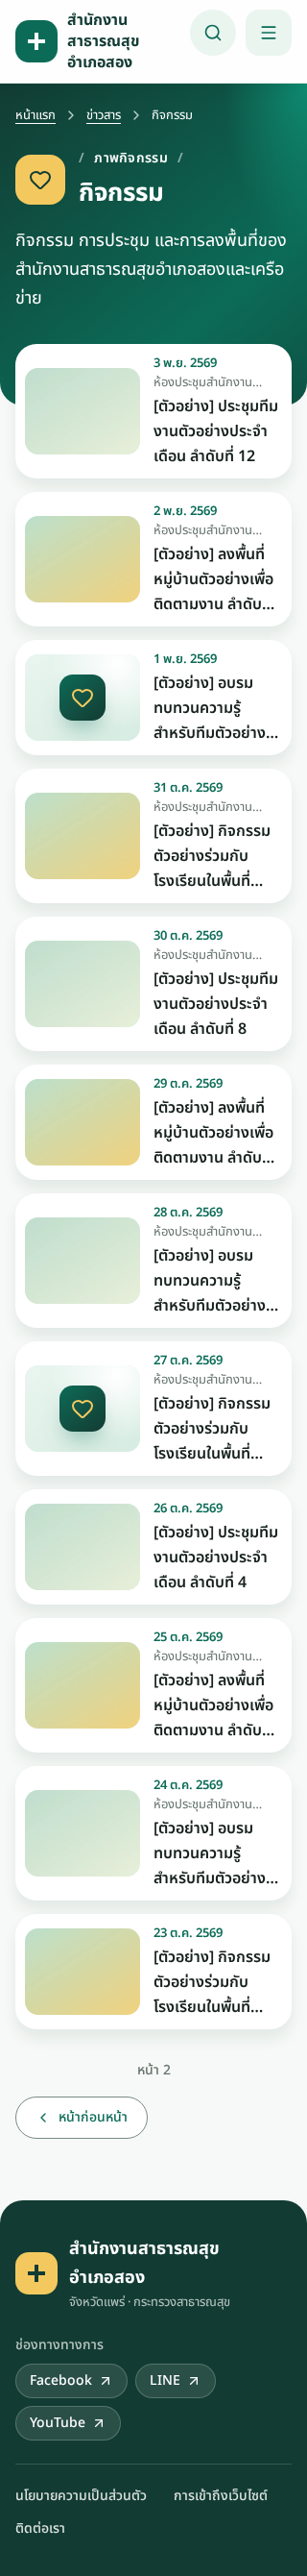 สำนักงาน
สาธารณสุข
อำเภอสอง
หน้าแรก
ข่าวสาร
กิจกรรม
/ ภาพกิจกรรม /
กิจกรรม
กิจกรรม การประชุม และการลงพื้นที่ของ
สำนักงานสาธารณสุขอำเภอสองและเครือ
ข่าย
3 พ.ย. 2569
ห้องประชุมสำนักงาน...
[ตัวอย่าง] ประชุมทีม
งานตัวอย่างประจำ
เดือน ลำดับที่ 12
2 พ.ย. 2569
ห้องประชุมสำนักงาน...
[ตัวอย่าง] ลงพื้นที่
หมู่บ้านตัวอย่างเพื่อ
ติดตามงาน ลำดับ...
1 พ.ย. 2569
[ตัวอย่าง] อบรม
ทบทวนความรู้
สำหรับทีมตัวอย่าง...
31 ต.ค. 2569
ห้องประชุมสำนักงาน...
[ตัวอย่าง] กิจกรรม
ตัวอย่างร่วมกับ
โรงเรียนในพื้นที่...
30 ต.ค. 2569
ห้องประชุมสำนักงาน...
[ตัวอย่าง] ประชุมทีม
งานตัวอย่างประจำ
เดือน ลำดับที่ 8
29 ต.ค. 2569
[ตัวอย่าง] ลงพื้นที่
หมู่บ้านตัวอย่างเพื่อ
ติดตามงาน ลำดับ...
28 ต.ค. 2569
ห้องประชุมสำนักงาน...
[ตัวอย่าง] อบรม
ทบทวนความรู้
สำหรับทีมตัวอย่าง...
27 ต.ค. 2569
ห้องประชุมสำนักงาน...
[ตัวอย่าง] กิจกรรม
ตัวอย่างร่วมกับ
โรงเรียนในพื้นที่...
26 ต.ค. 2569
[ตัวอย่าง] ประชุมทีม
งานตัวอย่างประจำ
เดือน ลำดับที่ 4
25 ต.ค. 2569
ห้องประชุมสำนักงาน...
[ตัวอย่าง] ลงพื้นที่
หมู่บ้านตัวอย่างเพื่อ
ติดตามงาน ลำดับ...
24 ต.ค. 2569
ห้องประชุมสำนักงาน...
[ตัวอย่าง] อบรม
ทบทวนความรู้
สำหรับทีมตัวอย่าง...
23 ต.ค. 2569
[ตัวอย่าง] กิจกรรม
ตัวอย่างร่วมกับ
โรงเรียนในพื้นที่...
หน้า 2
หน้าก่อนหน้า
สำนักงานสาธารณสุข
อำเภอสอง
จังหวัดแพร่ · กระทรวงสาธารณสุข
ช่องทางทางการ
Facebook
LINE
YouTube
นโยบายความเป็นส่วนตัว
การเข้าถึงเว็บไซต์
ติดต่อเรา